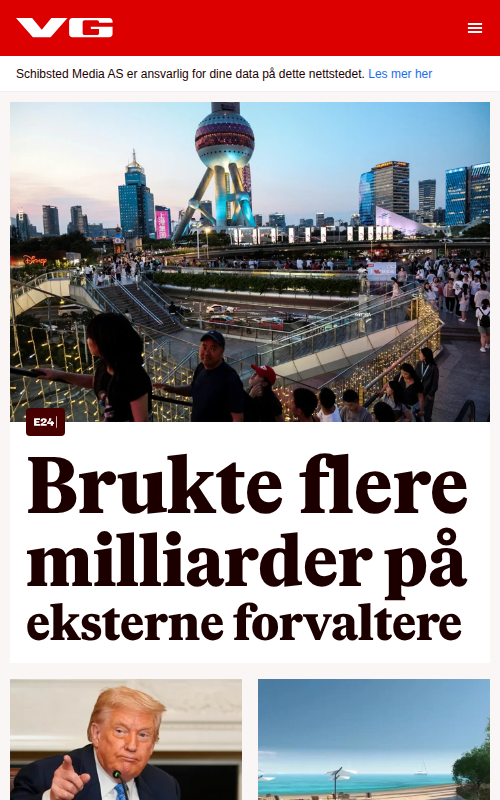 VG
Schibsted Media AS er ansvarlig for dine data på dette nettstedet. Les mer her
Disney
E24
Brukte flere
milliarder på
eksterne forvaltere